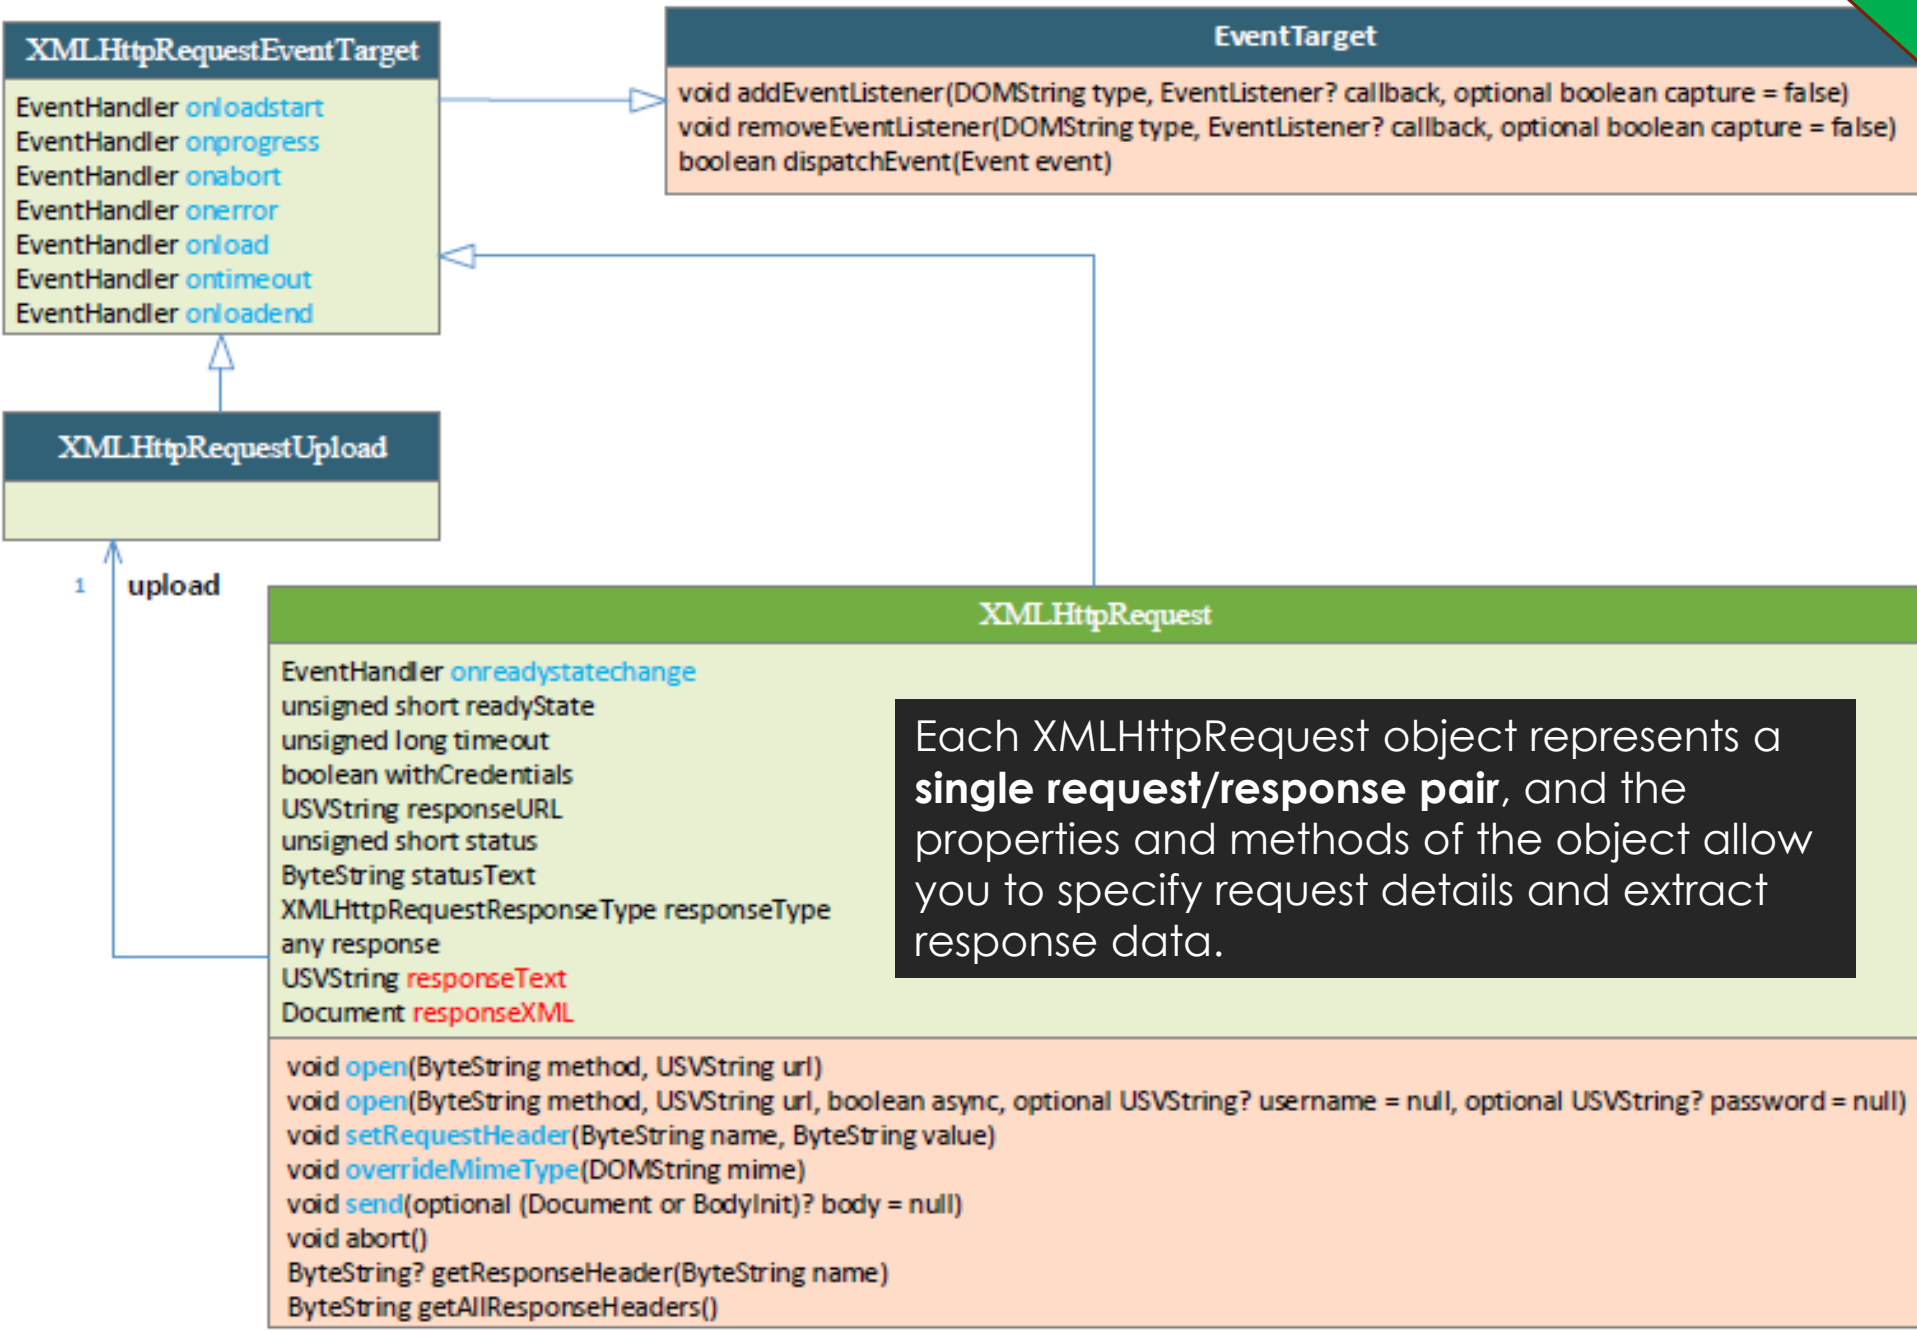 XMLHttpRequestEventTarget
EventHandler onloadstart
EventHandler onprogress
EventHandler onabort
EventHandler onerror
EventHandler onload
EventHandler ontimeout
EventHandler onloadend
EventTarget
void addEventListener(DOMString type, EventListener? callback, optional boolean capture = false)
void removeEventListener(DOMString type, EventListener? callback, optional boolean capture = false)
boolean dispatchEvent(Event event)
XMLHttpRequestUpload
1 upload
XMLHttpRequest
EventHandler onreadystatechange
unsigned short readyState
unsigned long timeout
boolean withCredentials
USVString responseURL
unsigned short status
ByteString statusText
XMLHttpRequestResponseType responseType
any response
USVString responseText
Document responseXML
Each XMLHttpRequest object represents a
single request/response pair, and the
properties and methods of the object allow
you to specify request details and extract
response data.
void open(ByteString method, USVString url)
void open(ByteString method, USVString url, boolean async, optional USVString? username = null, optional USVString? password = null)
void setRequestHeader(ByteString name, ByteString value)
void overrideMimeType(DOMString mime)
void send(optional (Document or BodyInit)? body = null)
void abort()
ByteString? getResponseHeader(ByteString name)
ByteString getAllResponseHeaders()